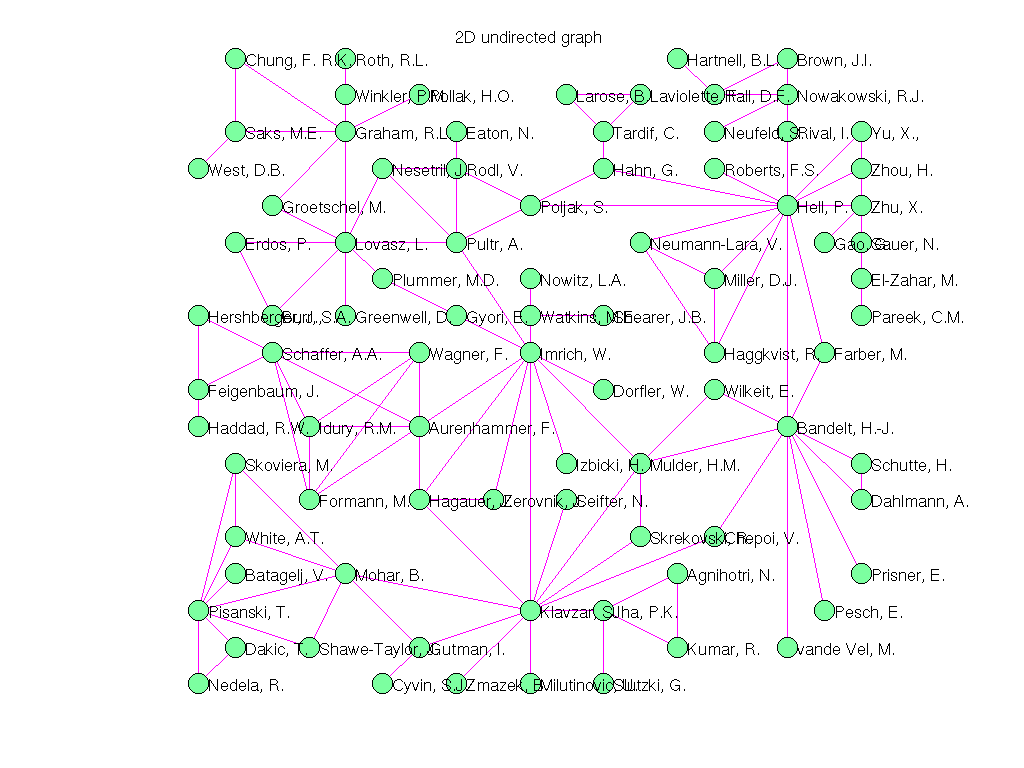 2D undirected graph
Chung, F. R.K.
Roth, R.L.
Hartnell, B.L.
Brown, J.I.
Winkler, P.M.
Pollak, H.O.
Larose, B.
Laviolette, F.
Fall, D.F.
Nowakowski, R.J.
Saks, M.E.
Graham, R.L.
Eaton, N.
Tardif, C.
Neufeld, S.
Rival, I.
Yu, X.,
West, D.B.
Nesetril, J.
Rodl, V.
Hahn, G.
Roberts, F.S.
Zhou, H.
Groetschel, M.
Poljak, S.
Hell, P.
Zhu, X.
Erdos, P.
Lovasz, L.
Pultr, A.
Neumann-Lara, V.
Gao, G.
Sauer, N.
Plummer, M.D.
Nowitz, L.A.
Miller, D.J.
El-Zahar, M.
Hershberger, J.,
Burr, S.A.
Greenwell, D.
Gyori, E.
Watkins, M.E.
Shearer, J.B.
Pareek, C.M.
Schaffer, A.A.
Wagner, F.
Imrich, W.
Haggkvist, R.
Farber, M.
Feigenbaum, J.
Dorfler, W.
Wilkeit, E.
Haddad, R.W.
Idury, R.M.
Aurenhammer, F.
Bandelt, H.-J.
Skoviera, M.
Izbicki, H.
Mulder, H.M.
Schutte, H.
Formann, M.
Hagauer, J.
Zerovnik, J.
Seifter, N.
Dahlmann, A.
White, A.T.
Skrekovski, R.
Chepoi, V.
Batagelj, V.
Mohar, B.
Agnihotri, N.
Prisner, E.
Pisanski, T.
Klavzar, S.
Jha, P.K.
Pesch, E.
Dakic, T.
Shawe-Taylor, J.
Gutman, I.
Kumar, R.
vande Vel, M.
Nedela, R.
Cyvin, S.J.
Zmazek, B.
Milutinovic, U.
Slutzki, G.